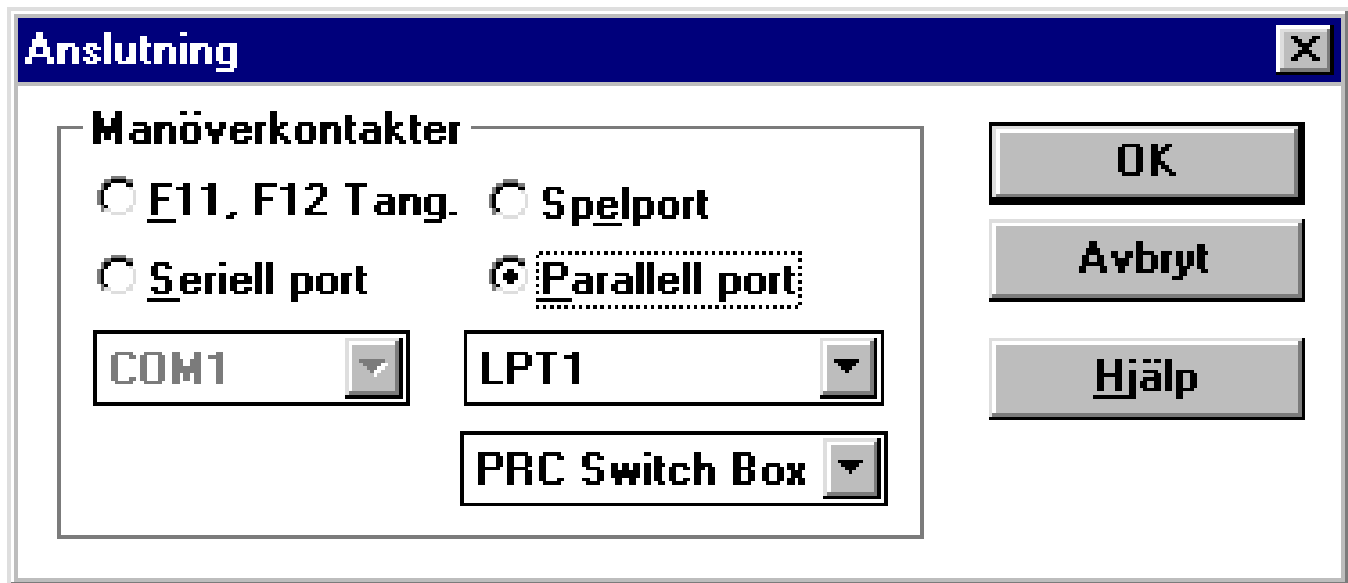 Anslutning
Manöverkontakter
F11, F12 Tang.
Spelport
Seriell port
Parallell port
COM1
LPT1
PRC Switch Box
OK
Avbryt
Hjälp